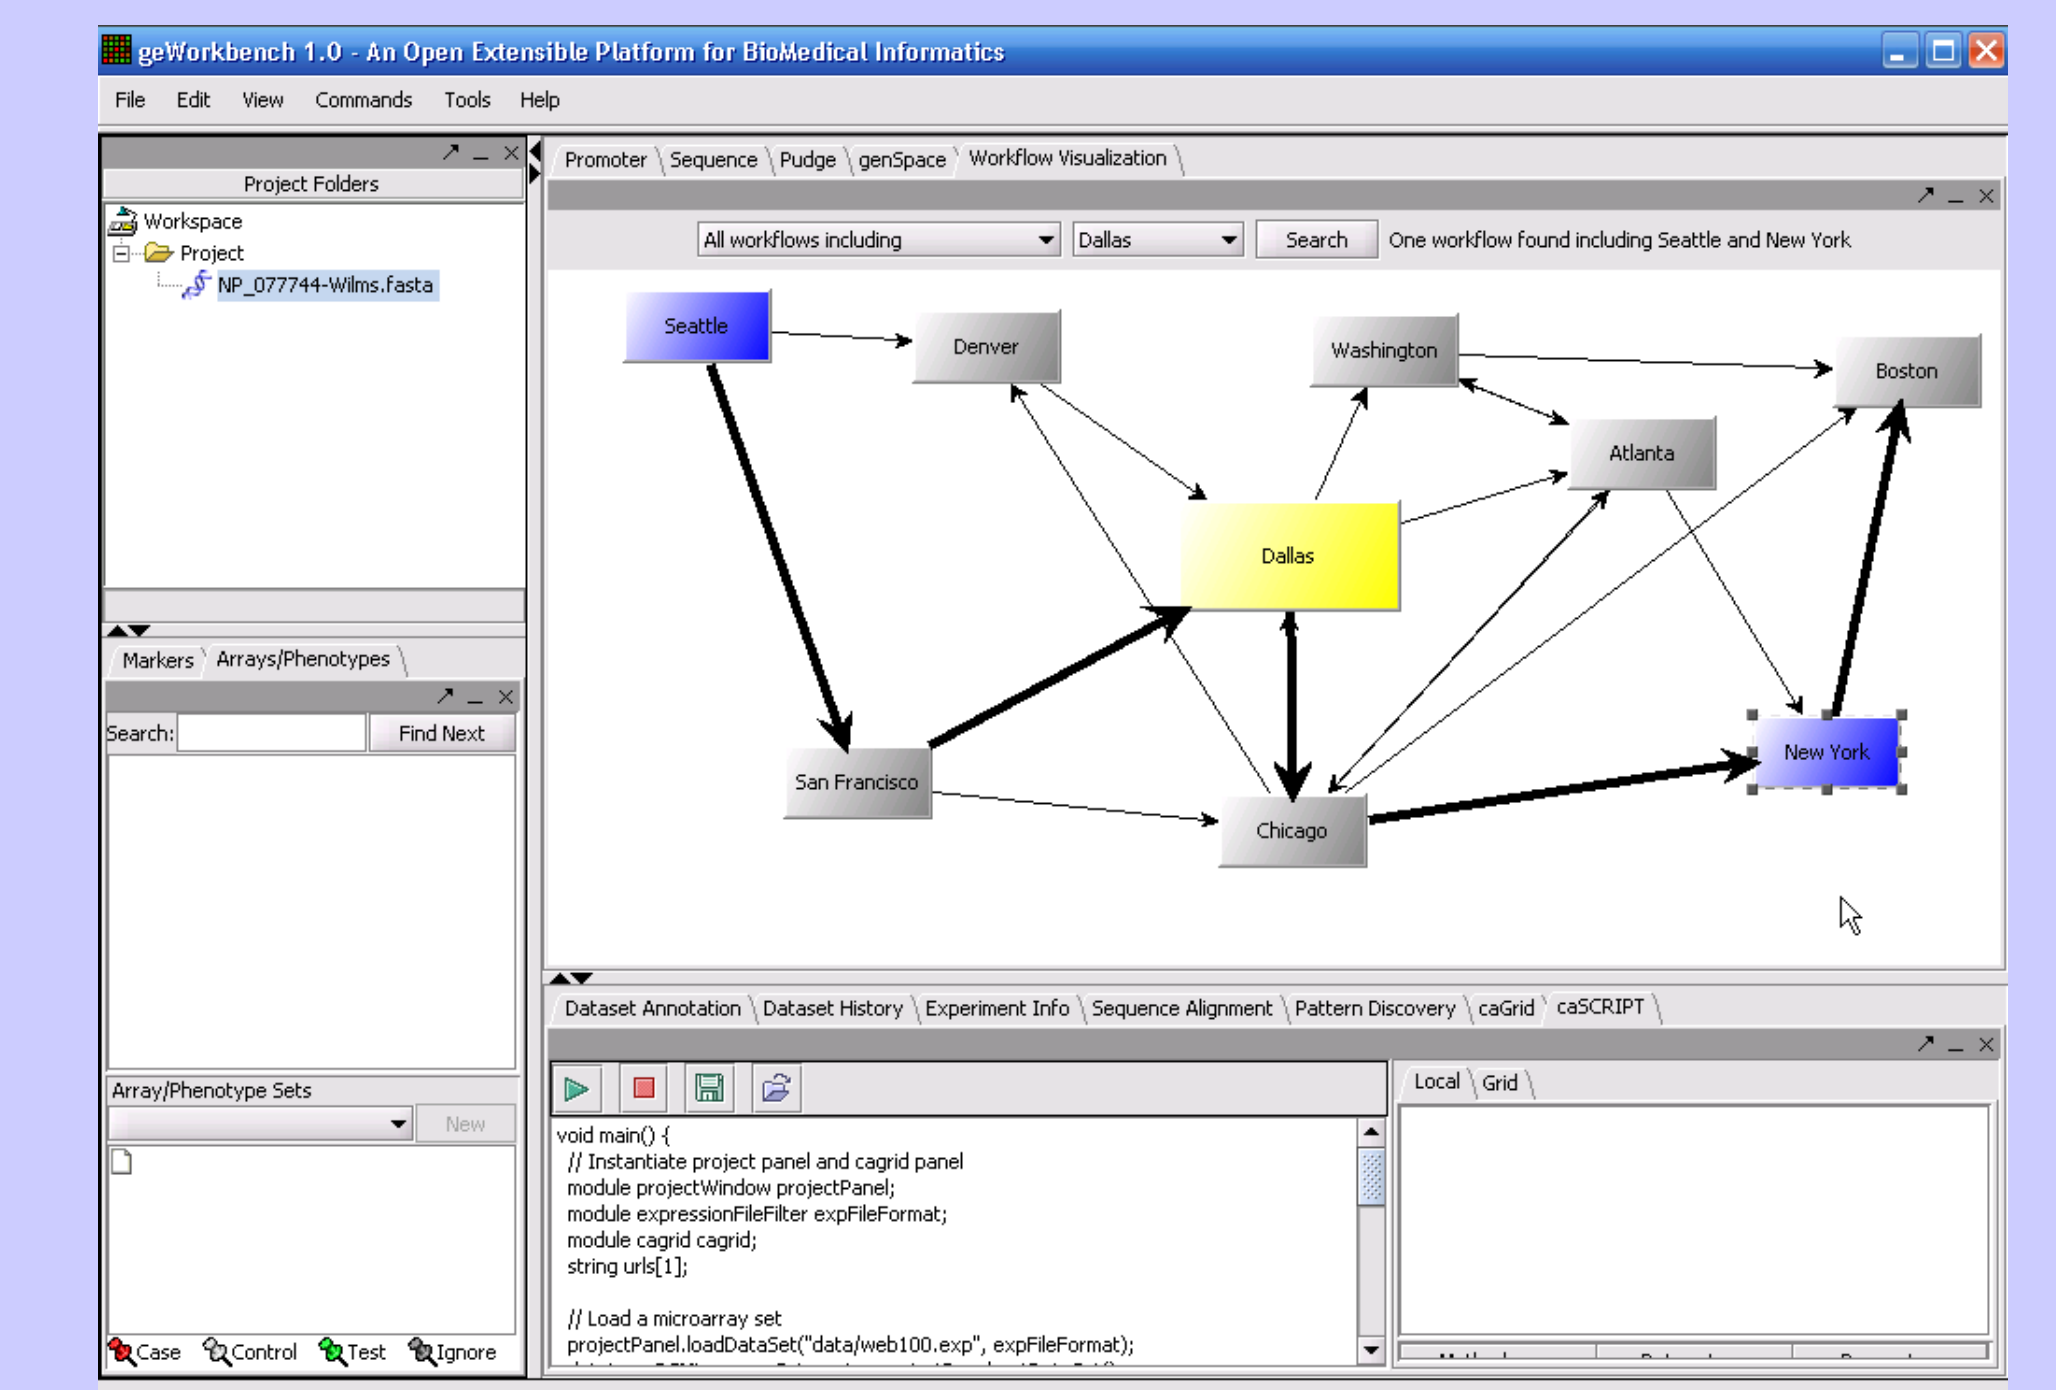 geWorkbench 1.0 - An Open Extensible Platform for BioMedical Informatics
File Edit View Commands Tools Help
Project Folders
Workspace
Project
NP_077744-Wilms.fasta
Markers Arrays/Phenotypes
Search: Find Next
Array/Phenotype Sets
New
Case Control Test Ignore
Promoter Sequence Pudge genSpace Workflow Visualization
All workflows including Dallas Search One workflow found including Seattle and New York
Seattle
Denver
Washington
Boston
Atlanta
Dallas
New York
San Francisco
Chicago
Dataset Annotation Dataset History Experiment Info Sequence Alignment Pattern Discovery caGrid caSCRIPT
Local Grid
void main() {
// Instantiate project panel and cagrid panel
module projectWindow projectPanel;
module expressionFileFilter expFileFormat;
module cagrid cagrid;
string urls[1];
// Load a microarray set
projectPanel.loadDataSet("data/web100.exp", expFileFormat);